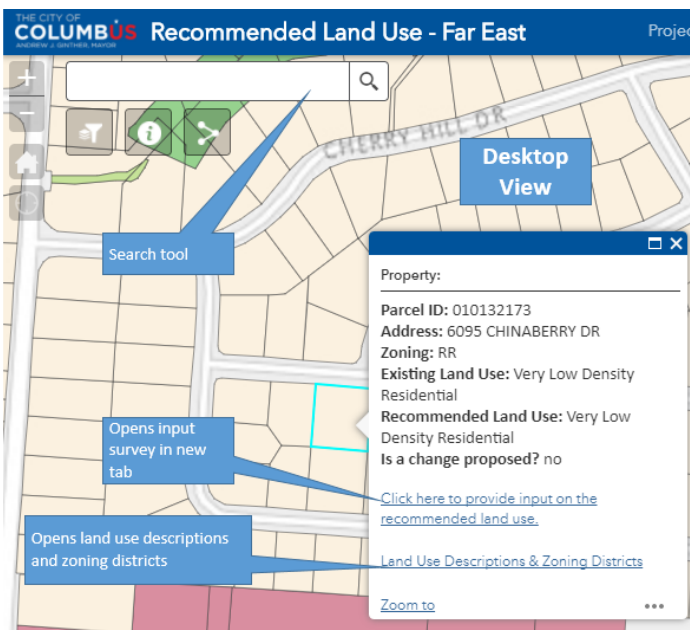 THE CITY OF
COLUMBUS
ANDREW J. GINTHER, MAYOR
Recommended Land Use - Far East
Projec
CHERRY HILL DR
Desktop
View
Search tool
Property:
Parcel ID: 010132173
Address: 6095 CHINABERRY DR
Zoning: RR
Existing Land Use: Very Low Density
Residential
Recommended Land Use: Very Low
Density Residential
Is a change proposed? no
Opens input
survey in new
tab
Click here to provide input on the
recommended land use.
Opens land use descriptions
and zoning districts
Land Use Descriptions & Zoning Districts
Zoom to